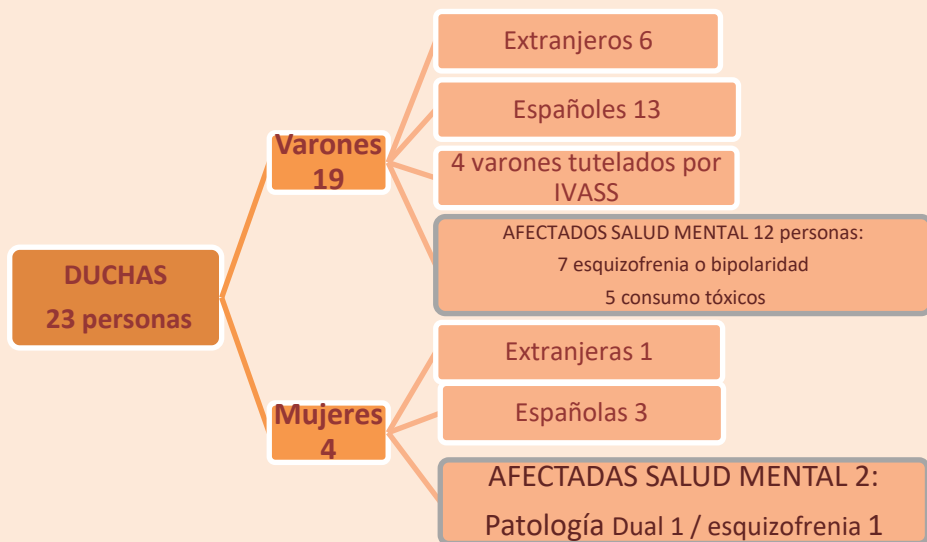 DUCHAS
23 personas
Varones
19
Extranjeros 6
Españoles 13
4 varones tutelados por
IVASS
AFECTADOS SALUD MENTAL 12 personas:
7 esquizofrenia o bipolaridad
5 consumo tóxicos
Mujeres
4
Extranjeras 1
Españolas 3
AFECTADAS SALUD MENTAL 2:
Patología Dual 1 / esquizofrenia 1